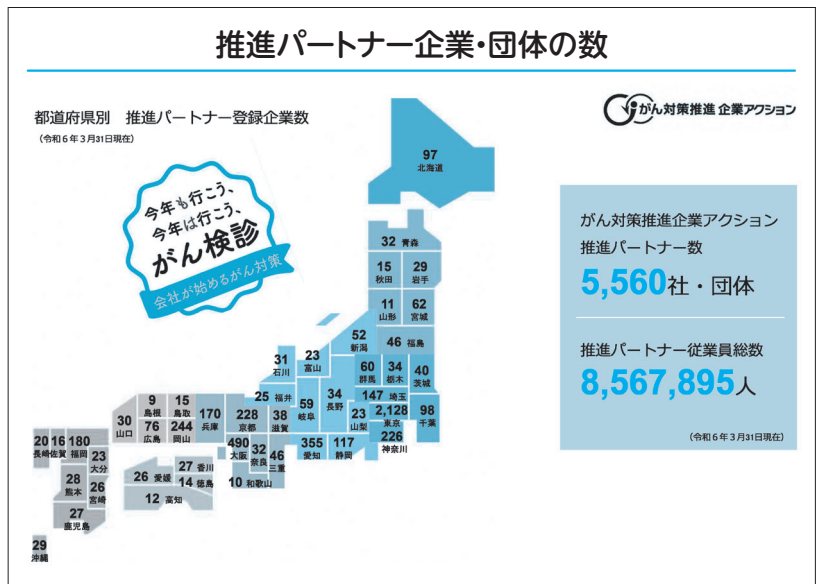 推進パートナー企業・団体の数
都道府県別 推進パートナー登録企業数
(令和6年3月31日現在)
がん対策推進 企業アクション
今年も行こう、
今年は行こう、
がん検診
会社が始めるがん対策
97
北海道
32 青森
15
秋田
29
岩手
11
山形
62
宮城
46 福島
52
新潟
31
石川
23
富山
60
群馬
34
栃木
40
茨城
25 福井
59
岐阜
34
長野
147 埼玉
23
山梨
2,128
東京
98
千葉
226
神奈川
9
島根
15
鳥取
170
兵庫
228
京都
38
滋賀
30
山口
76
広島
244
岡山
490
大阪
32
奈良
46
三重
355
愛知
117
静岡
10 和歌山
20
長崎
16
佐賀
180
福岡
23
大分
28
熊本
26
宮崎
27
鹿児島
26 愛媛
27 香川
14 徳島
12 高知
29
沖縄
がん対策推進企業アクション
推進パートナー数
5,560社・団体
推進パートナー従業員総数
8,567,895人
(令和6年3月31日現在)